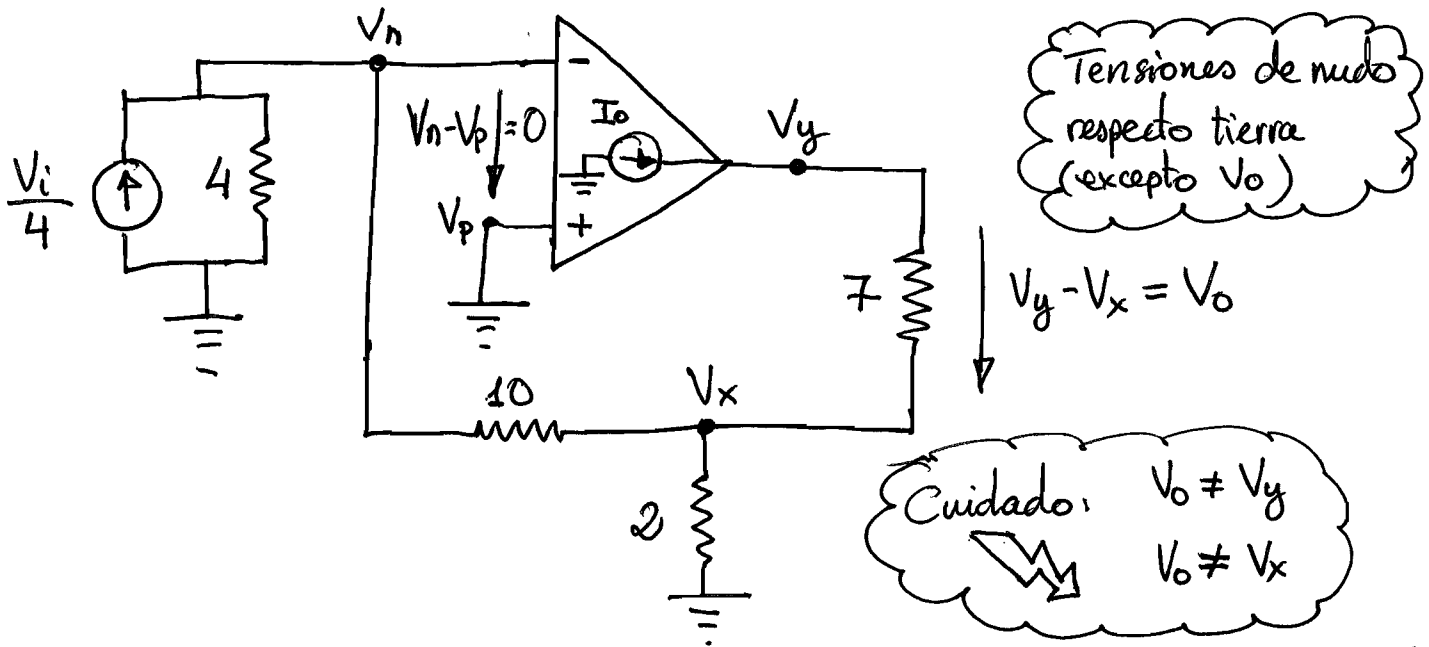 Vn
-
Vn-Vp=0
Io
Vy
Vi
4
4
Vp
+
Tensiones de nudo
respecto tierra
(excepto Vo)
7
Vy-Vx=Vo
10
Vx
2
Cuidado:
Vo≠Vy
Vo≠Vx